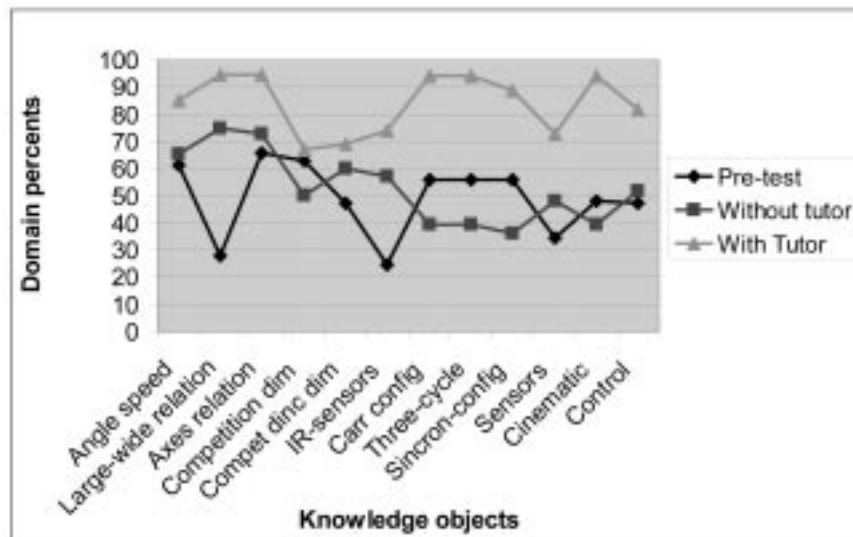 100
90
80
70
60
50
40
30
20
10
0
Domain percents
Angle speed
Large-wide relation
Axes relation
Competition dim
Compet dinc dim
IR-sensors
Carr config
Three-cycle
Sincron-config
Sensors
Cinematic
Control
Knowledge objects
Pre-test
Without tutor
With Tutor